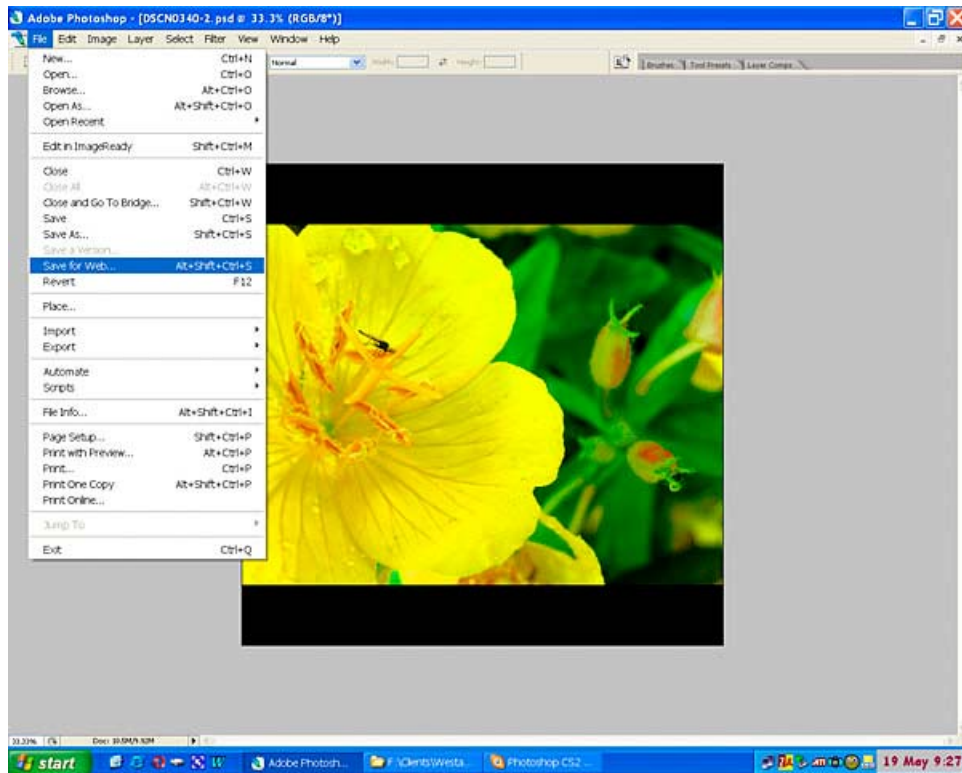 Adobe Photoshop - [DSCN0340-2.psd @ 33.3% (RGB/8*)]
File Edit Image Layer Select Filter View Window Help
Normal Width: Height: Brushes Tool Presets Layer Comps
New... Ctrl+N
Open... Ctrl+O
Browse... Alt+Ctrl+O
Open As... Alt+Shift+Ctrl+O
Open Recent
Edit in ImageReady Shift+Ctrl+M
Close Ctrl+W
Close All Alt+Ctrl+W
Close and Go To Bridge... Shift+Ctrl+W
Save Ctrl+S
Save As... Shift+Ctrl+S
Save a Version...
Save for Web... Alt+Shift+Ctrl+S
Revert F12
Place...
Import
Export
Automate
Scripts
File Info... Alt+Shift+Ctrl+I
Page Setup... Shift+Ctrl+P
Print with Preview... Alt+Ctrl+P
Print... Ctrl+P
Print One Copy Alt+Shift+Ctrl+P
Print Online...
Jump To
Exit Ctrl+Q
33.33% Doc:
start W Adobe Photosh... F:\Clients\Westa... Photoshop CS2 ... 19 May 9:27